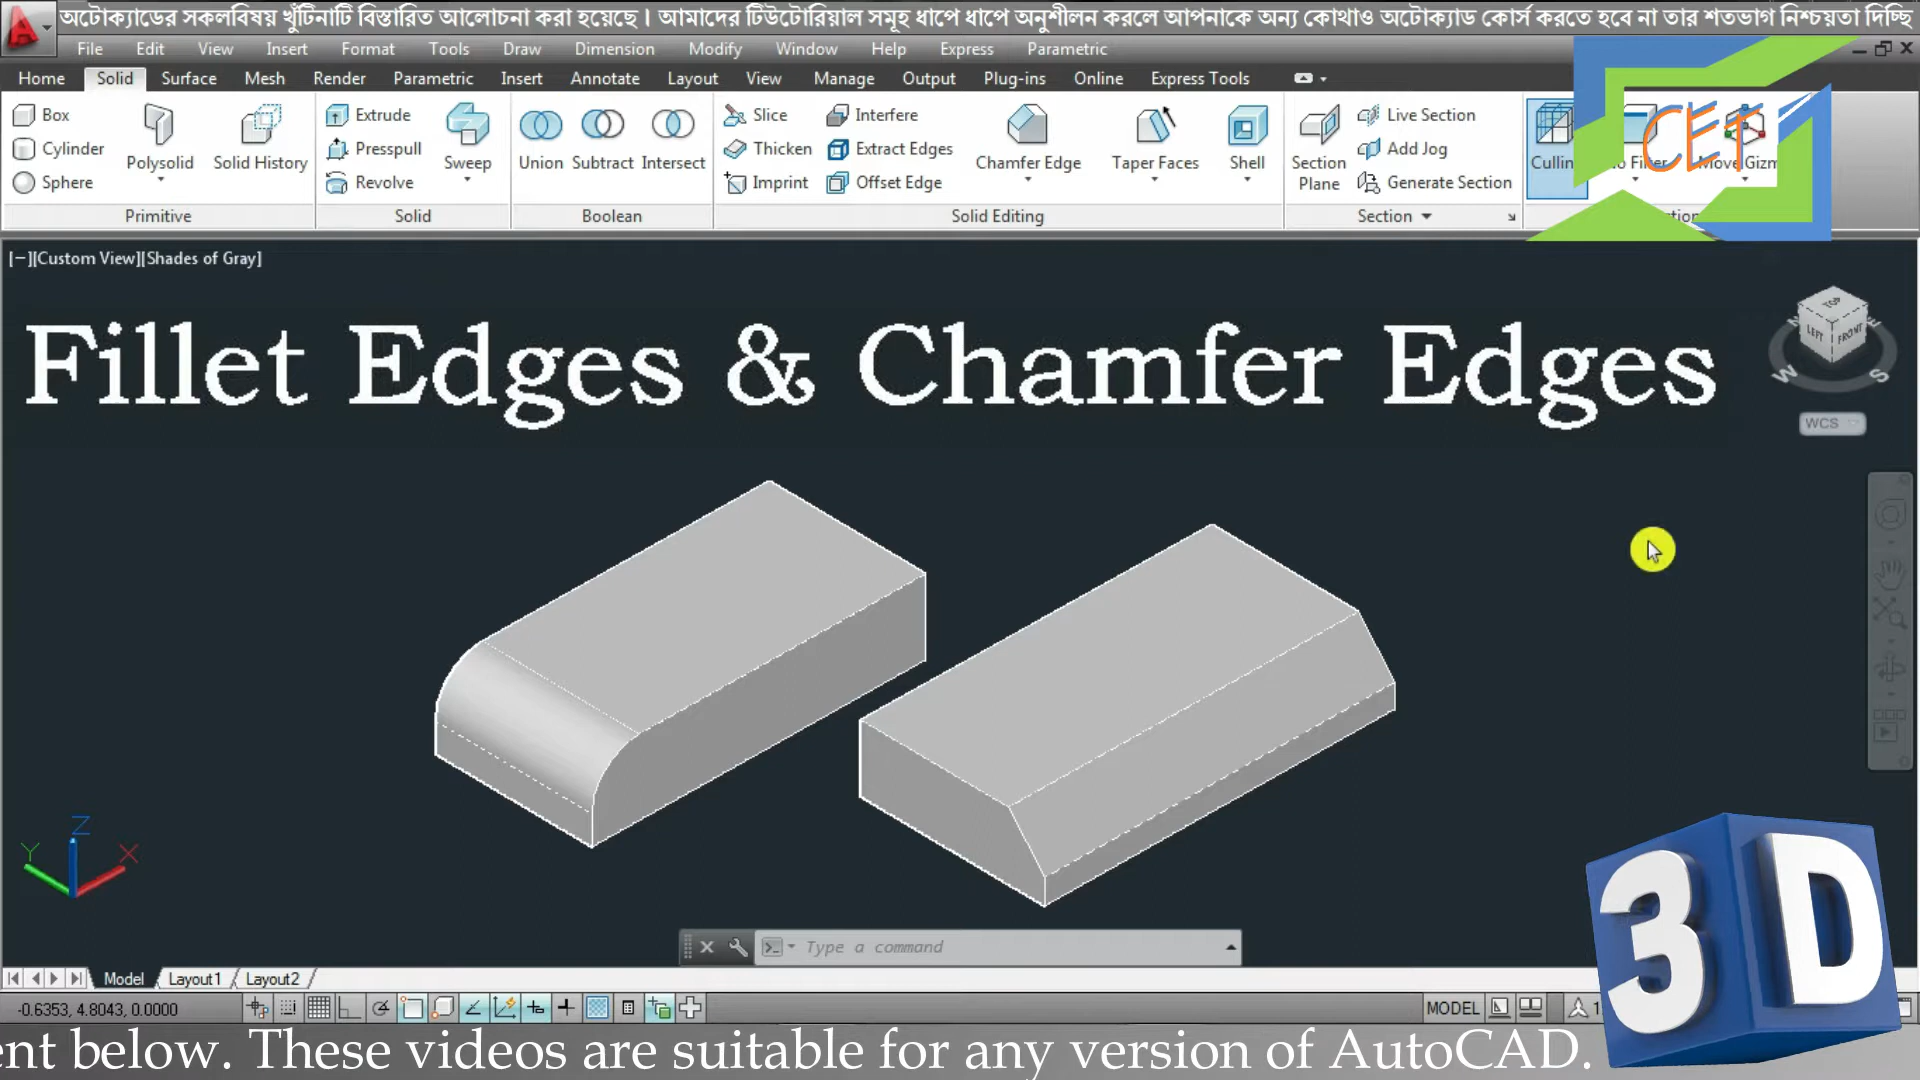 অটোক্যাডের সকলবিষয় খুঁটিনাটি বিস্তারিত আলোচনা করা হয়েছে। আমাদের টিউটোরিয়াল সমূহ ধাপে ধাপে অনুশীলন করলে আপনাকে অন্য কোথাও অটোক্যাড কোর্স করতে হবে না তার শতভাগ নিশ্চয়তা দিচ্ছি
File Edit View Insert Format Tools Draw Dimension Modify Window Help Express Parametric
Home Solid Surface Mesh Render Parametric Insert Annotate Layout View Manage Output Plug-ins Online Express Tools
Box Extrude Slice Interfere Live Section
Cylinder Presspull Thicken Extract Edges Add Jog
Polysolid Solid History Sweep Union Subtract Intersect Chamfer Edge Taper Faces Shell Section Plane
Sphere Revolve Imprint Offset Edge Generate Section
CET
Primitive Solid Boolean Solid Editing Section
[−][Custom View][Shades of Gray]
Fillet Edges & Chamfer Edges
TOP
LEFT FRONT
W S
WCS
Z
Y X
3D
Type a command
Model Layout1 Layout2
-0.6353, 4.8043, 0.0000 MODEL
below. These videos are suitable for any version of AutoCAD.